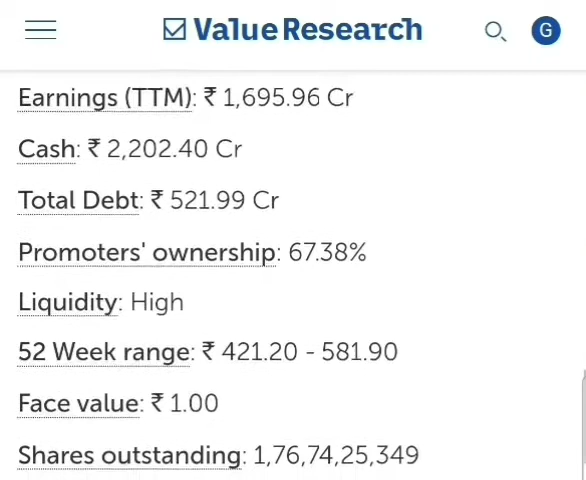 Value Research
G
Earnings (TTM): ₹ 1,695.96 Cr
Cash: ₹ 2,202.40 Cr
Total Debt: ₹ 521.99 Cr
Promoters' ownership: 67.38%
Liquidity: High
52 Week range: ₹ 421.20 - 581.90
Face value: ₹ 1.00
Shares outstanding: 1,76,74,25,349